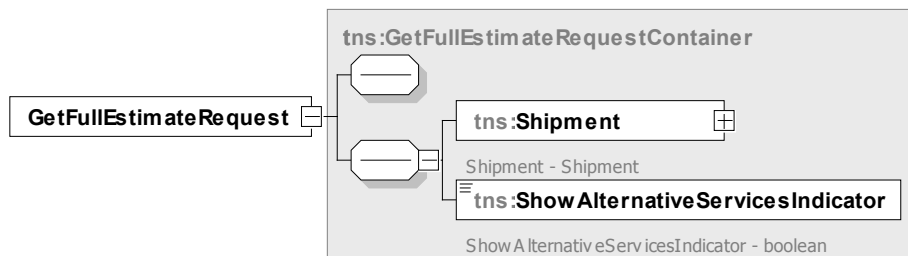 tns:GetFullEstimateRequestContainer
GetFullEstimateRequest
tns:Shipment
Shipment - Shipment
tns:ShowAlternativeServicesIndicator
ShowAlternativeServicesIndicator - boolean